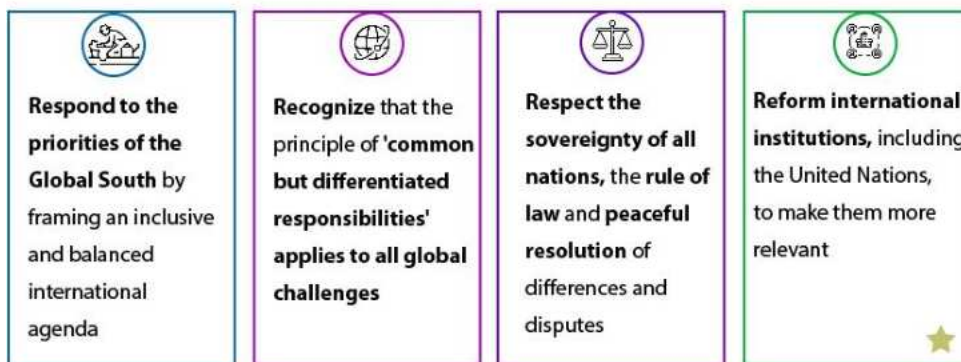 Respond to the
priorities of the
Global South by
framing an inclusive
and balanced
international
agenda
Recognize that the
principle of 'common
but differentiated
responsibilities'
applies to all global
challenges
Respect the
sovereignty of all
nations, the rule of
law and peaceful
resolution of
differences and
disputes
Reform international
institutions, including
the United Nations,
to make them more
relevant